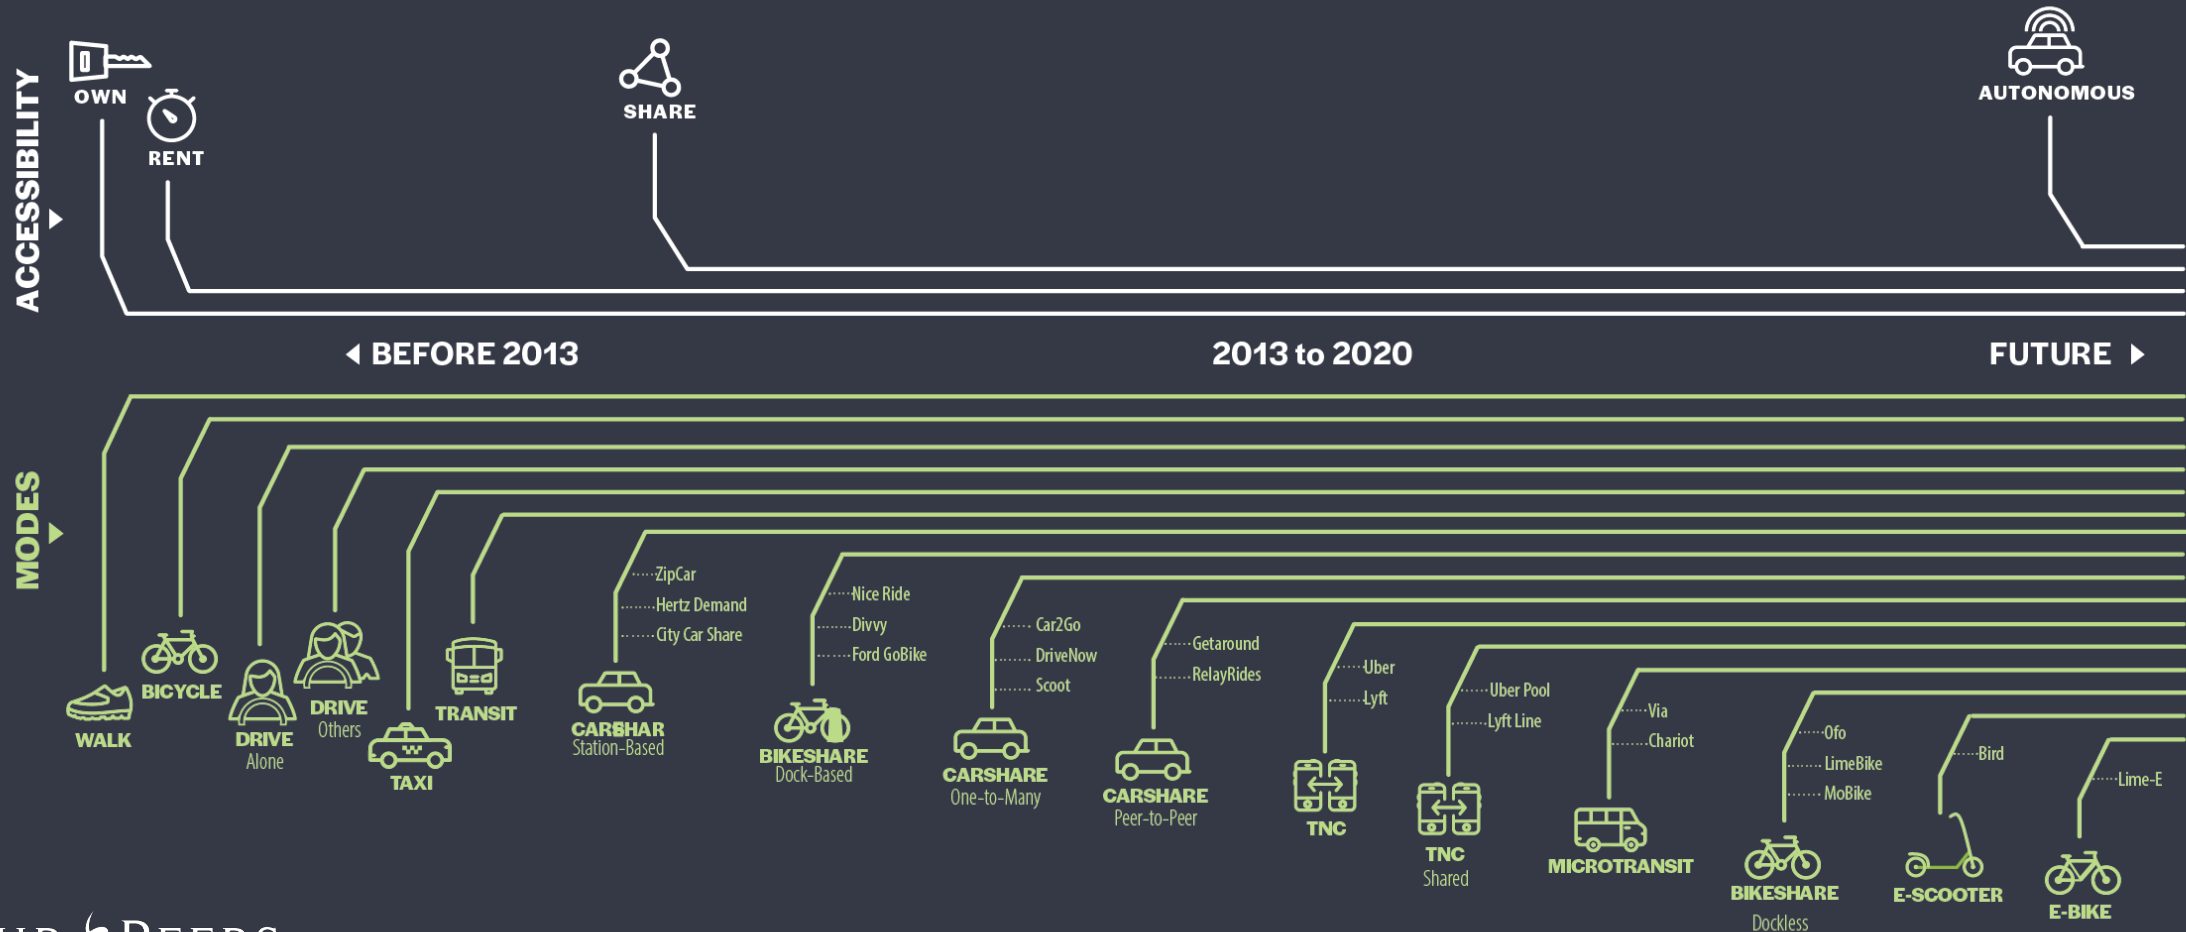 ACCESSIBILITY
OWN
RENT
SHARE
AUTONOMOUS
BEFORE 2013
2013 to 2020
FUTURE
MODES
WALK
BICYCLE
DRIVE
Alone
DRIVE
Others
TAXI
TRANSIT
ZipCar
Hertz Demand
City Car Share
Station-Based
Nice Ride
Divvy
Ford GoBike
BIKESHARE
Dock-Based
Car2Go
DriveNow
Scoot
CARSHARE
One-to-Many
Getaround
RelayRides
CARSHARE
Peer-to-Peer
Uber
Lyft
TNC
Uber Pool
Lyft Line
TNC
Shared
Via
Chariot
MICROTRANSIT
Ofo
LimeBike
MoBike
BIKESHARE
Dockless
Bird
E-SCOOTER
Lime-E
E-BIKE
PEERS